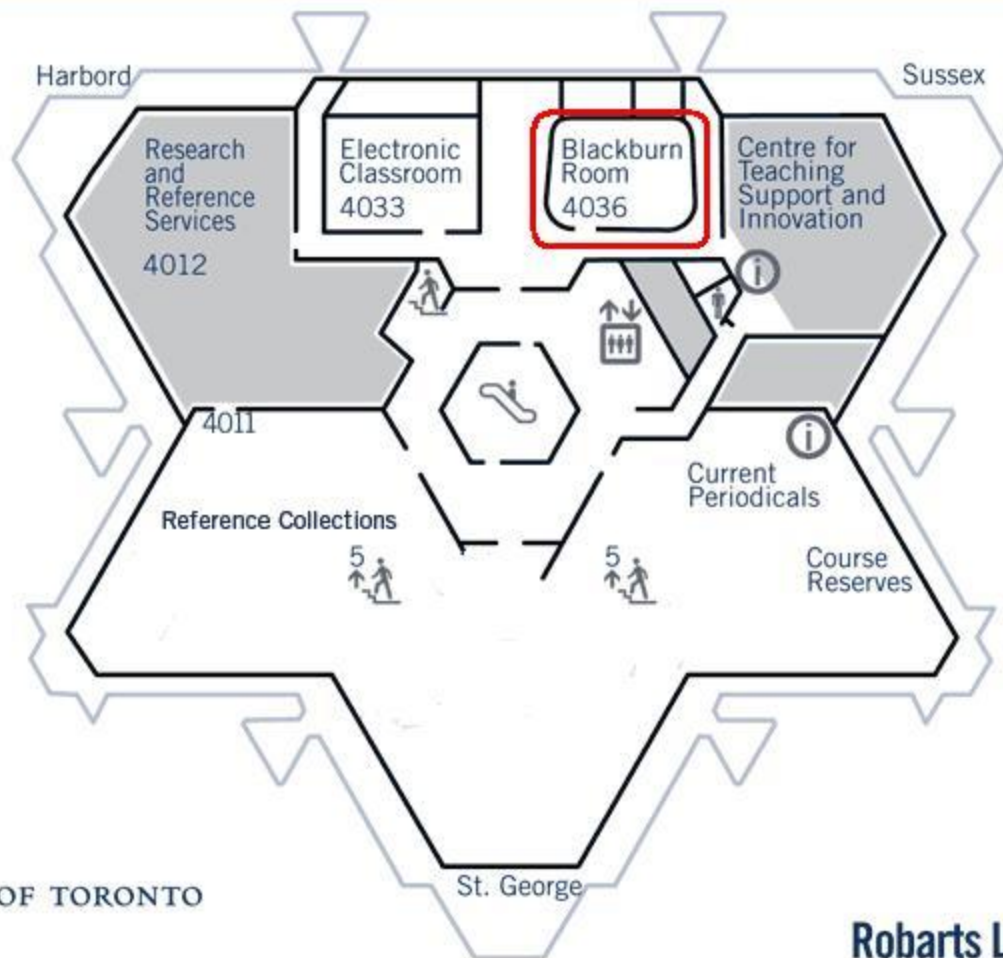 Harbord
Sussex
Research
and
Reference
Services
4012
Electronic
Classroom
4033
Blackburn
Room
4036
Centre for
Teaching
Support and
Innovation
i
4011
i
Current
Periodicals
Reference Collections
5
5
Course
Reserves
St. George
OF TORONTO
Robarts L